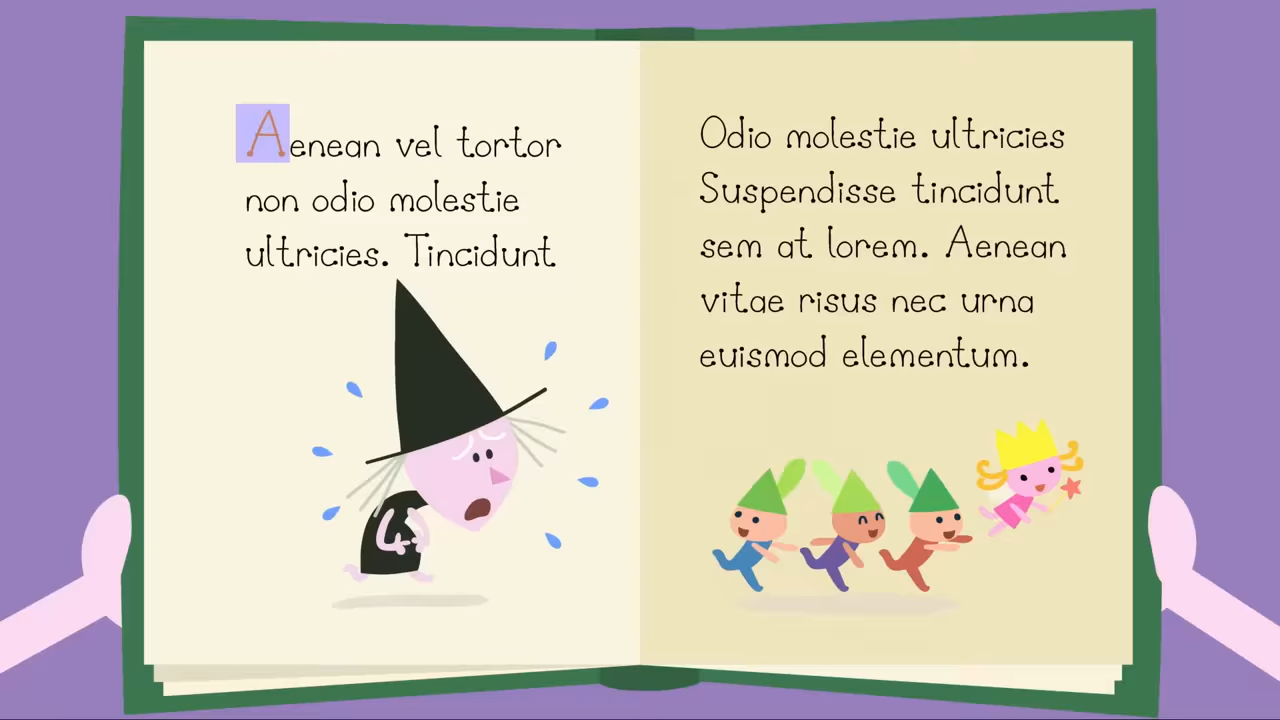 Aenean vel tortor
non odio molestie
ultricies. Tincidunt
Odio molestie ultricies
Suspendisse tincidunt
sem at lorem. Aenean
vitae risus nec urna
euismod elementum.